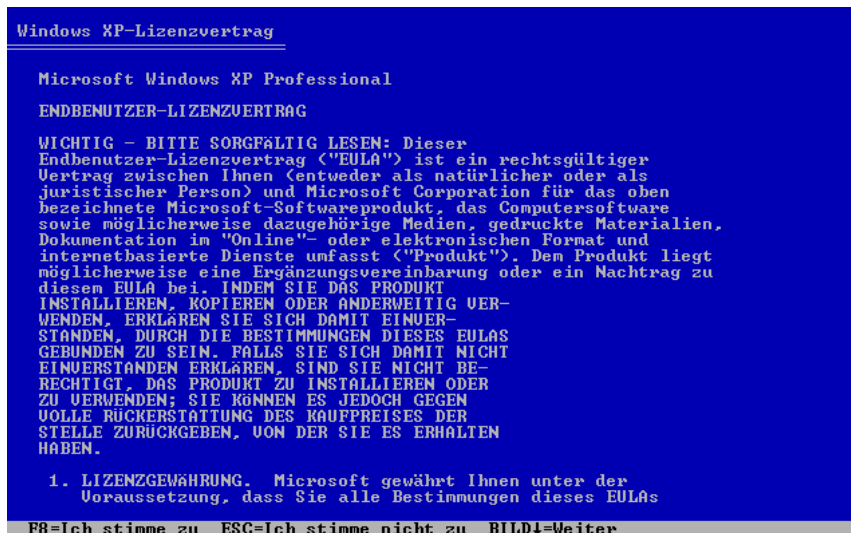 Windows XP-Lizenzvertrag
Microsoft Windows XP Professional
ENDBENUTZER-LIZENZVERTRAG
WICHTIG - BITTE SORGFÄLTIG LESEN: Dieser
Endbenutzer-Lizenzvertrag ("EULA") ist ein rechtsgültiger
Vertrag zwischen Ihnen (entweder als natürlicher oder als
juristischer Person) und Microsoft Corporation für das oben
bezeichnete Microsoft-Softwareprodukt, das Computersoftware
sowie möglicherweise dazugehörige Medien, gedruckte Materialien,
Dokumentation im "Online"- oder elektronischen Format und
internetbasierte Dienste umfasst ("Produkt"). Dem Produkt liegt
möglicherweise eine Ergänzungsvereinbarung oder ein Nachtrag zu
diesem EULA bei. INDEM SIE DAS PRODUKT
INSTALLIEREN, KOPIEREN ODER ANDERWEITIG VER-
WENDEN, ERKLÄREN SIE SICH DAMIT EINVER-
STANDEN, DURCH DIE BESTIMMUNGEN DIESES EULAS
GEBUNDEN ZU SEIN. FALLS SIE SICH DAMIT NICHT
EINVERSTANDEN ERKLÄREN, SIND SIE NICHT BE-
RECHTIGT, DAS PRODUKT ZU INSTALLIEREN ODER
ZU VERWENDEN; SIE KÖNNEN ES JEDOCH GEGEN
VOLLE RÜCKERSTATTUNG DES KAUFPREISES DER
STELLE ZURÜCKGEBEN, VON DER SIE ES ERHALTEN
HABEN.
1. LIZENZGEWÄHRUNG. Microsoft gewährt Ihnen unter der
Voraussetzung, dass Sie alle Bestimmungen dieses EULAs
F8=Ich stimme zu ESC=Ich stimme nicht zu BILD↓=Weiter